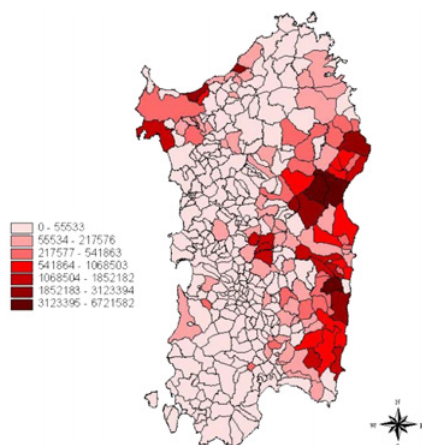 0 - 55533
55534 - 217576
217577 - 541863
541864 - 1068503
1068504 - 1852182
1852183 - 3123394
3123395 - 6721582
N
W
E
S